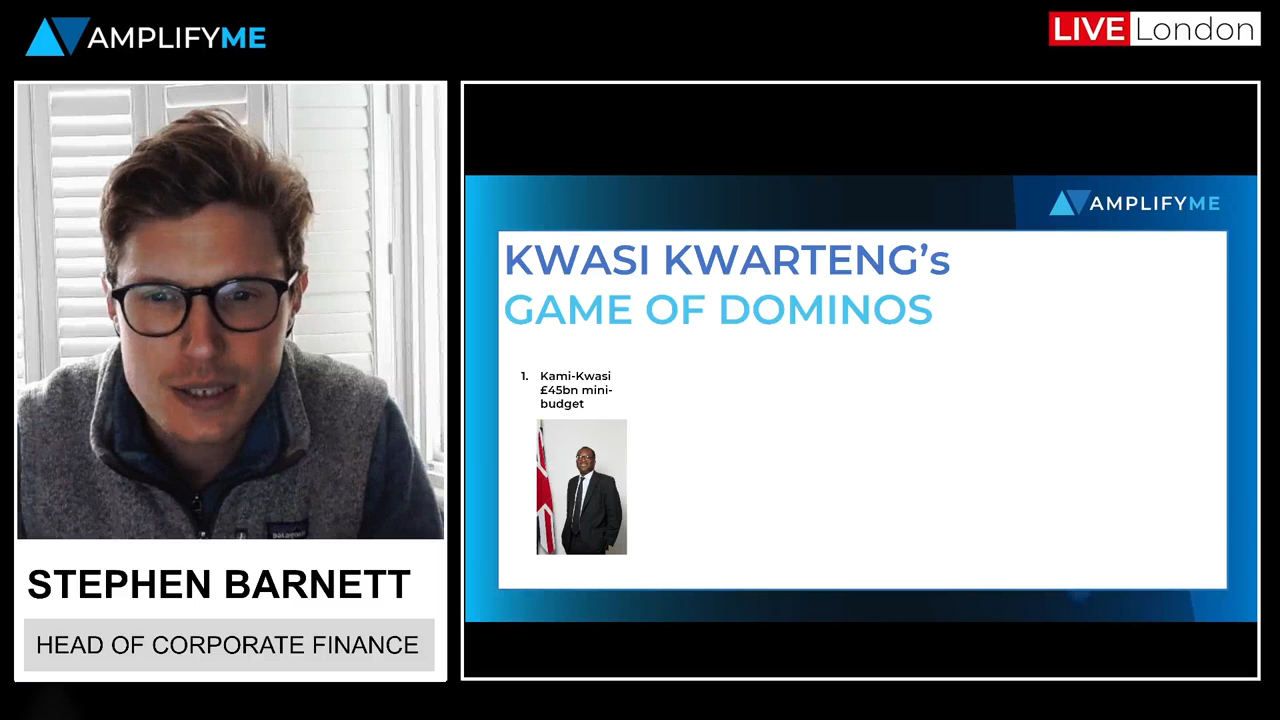 AMPLIFYME
LIVE London
AMPLIFYME
KWASI KWARTENG’s
GAME OF DOMINOS
1. Kami-Kwasi
£45bn mini-
budget
patagonia
STEPHEN BARNETT
HEAD OF CORPORATE FINANCE